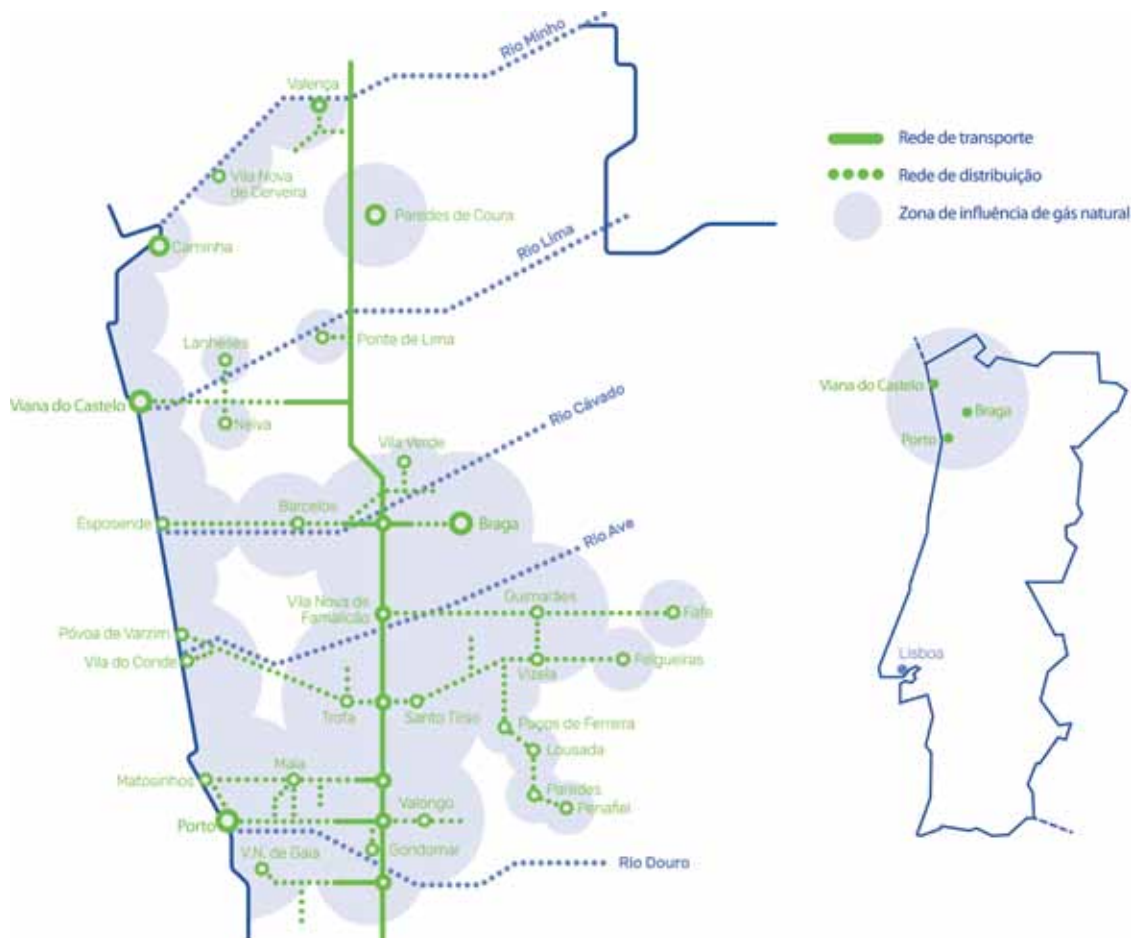 Rio Minho
Valença
Vila Nova
de Cerveira
Paredes de Coura
Caminha
Rio Lima
Lanheses
Ponte de Lima
Viana do Castelo
Neiva
Rio Cávado
Vila Verde
Esposende
Barcelos
Braga
Rio Ave
Vila Nova de
Famalicão
Guimarães
Fafe
Póvoa de Varzim
Vila do Conde
Vizela
Felgueiras
Trofa
Santo Tirso
Paços de Ferreira
Lousada
Matosinhos
Maia
Paredes
Penafiel
Porto
Valongo
V.N. de Gaia
Gondomar
Rio Douro
Rede de transporte
Rede de distribuição
Zona de influência de gás natural
Viana do Castelo
Braga
Porto
Lisboa